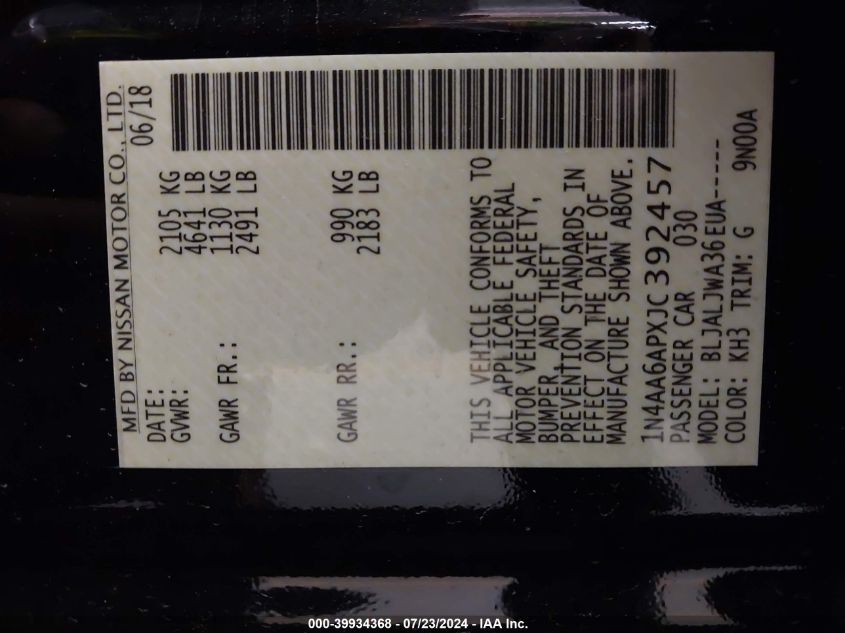 MFD BY NISSAN MOTOR CO., LTD.
DATE: 06/18
GVWR: 2105 KG
4641 LB
GAWR FR.: 1130 KG
2491 LB
GAWR RR.: 990 KG
2183 LB
THIS VEHICLE CONFORMS TO
ALL APPLICABLE FEDERAL
MOTOR VEHICLE SAFETY,
BUMPER, AND THEFT
PREVENTION STANDARDS IN
EFFECT ON THE DATE OF
MANUFACTURE SHOWN ABOVE.
1N4AA6APXJC392457
PASSENGER CAR 030
MODEL: BLJALJWA36EUA-----
COLOR: KH3 TRIM: G 9N00A
000-39934368 - 07/23/2024 - IAA Inc.